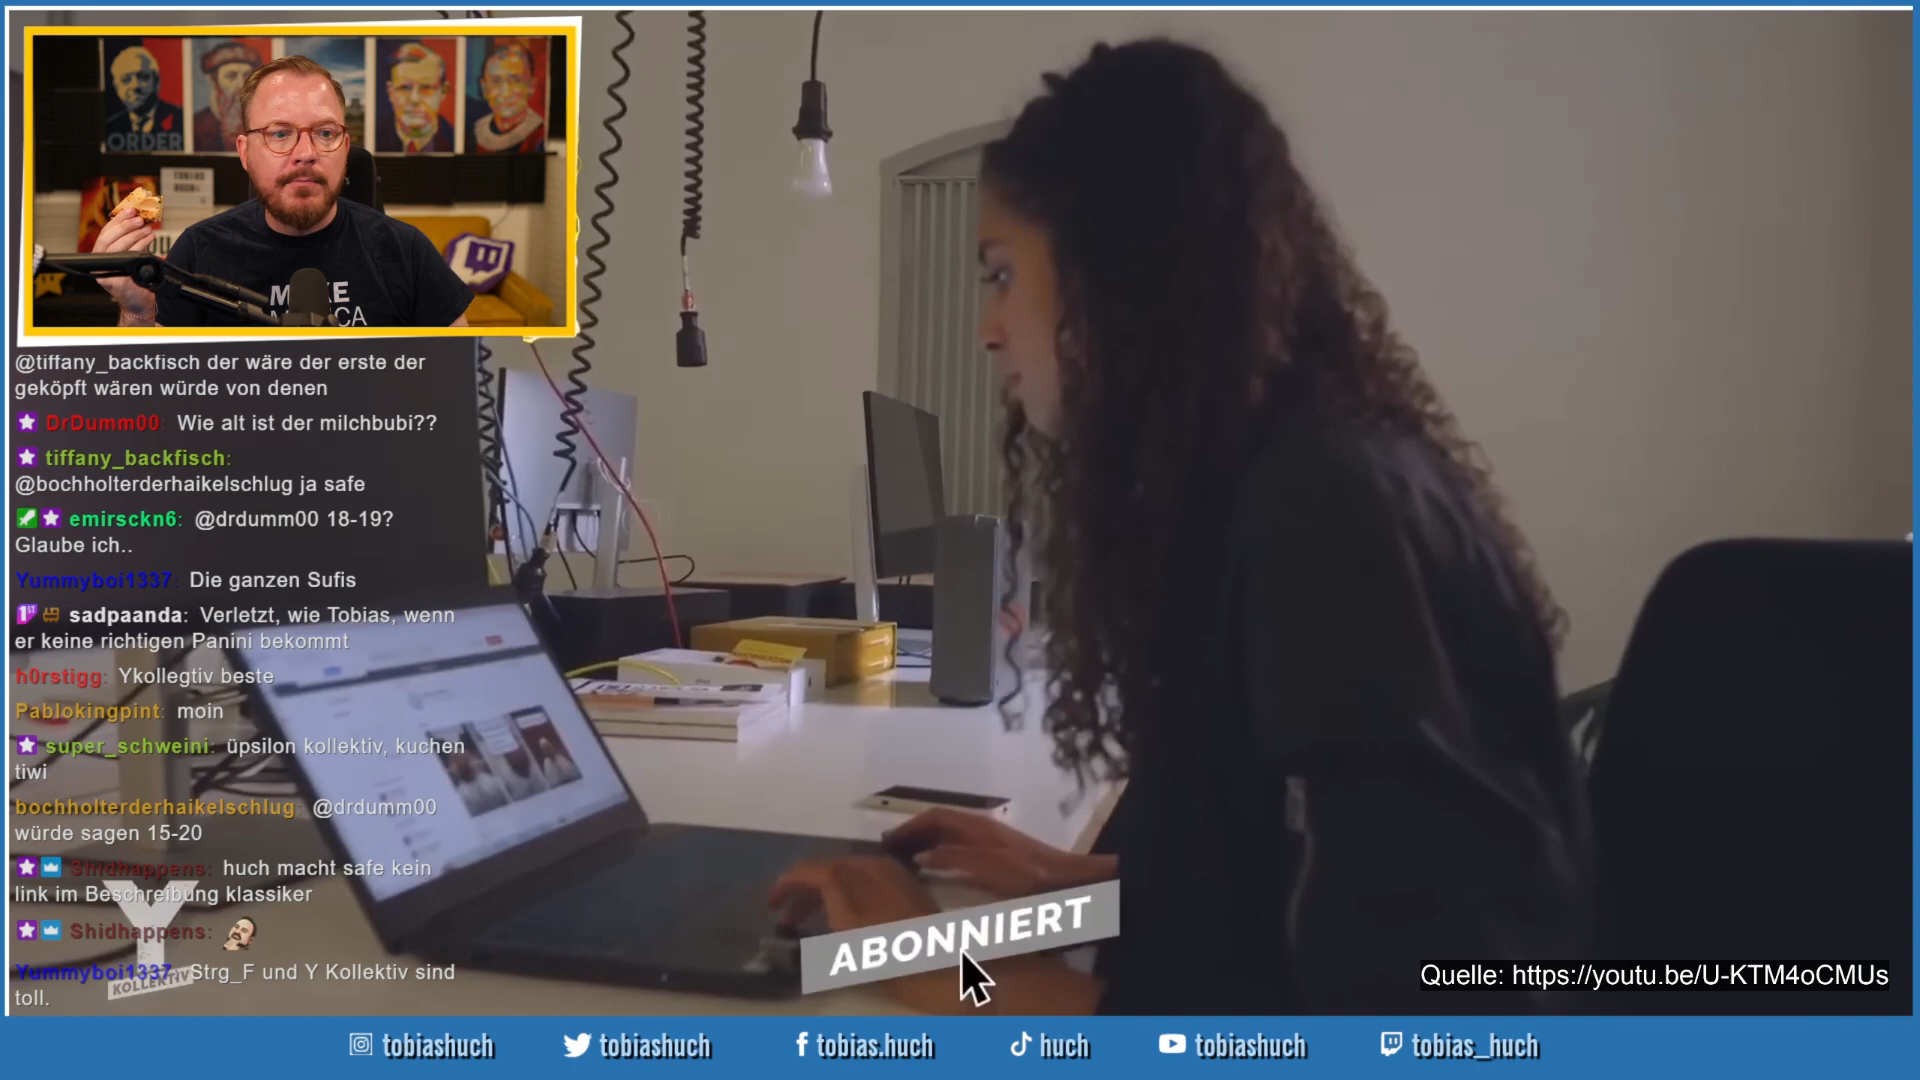 ORDER
@tiffany_backfisch der wäre der erste der
geköpft wären würde von denen
DrDumm00: Wie alt ist der milchbubi??
tiffany_backfisch:
@bochholterderhaikelschlug ja safe
emirsckn6: @drdumm00 18-19?
Glaube ich..
Yummyboi1337: Die ganzen Sufis
1ST sadpaanda: Verletzt, wie Tobias, wenn
er keine richtigen Panini bekommt
h0rstigg: Ykollegtiv beste
Pablokingpint: moin
super_schweini: üpsilon kollektiv, kuchen
tiwi
bochholterderhaikelschlug: @drdumm00
würde sagen 15-20
Shidhappens: huch macht safe kein
link im Beschreibung klassiker
Shidhappens:
Yummyboi1337: Strg_F und Y Kollektiv sind
toll.
Y
KOLLEKTIV
ABONNIERT
Quelle: https://youtu.be/U-KTM4oCMUs
tobiashuch tobiashuch tobias.huch huch tobiashuch tobias_huch